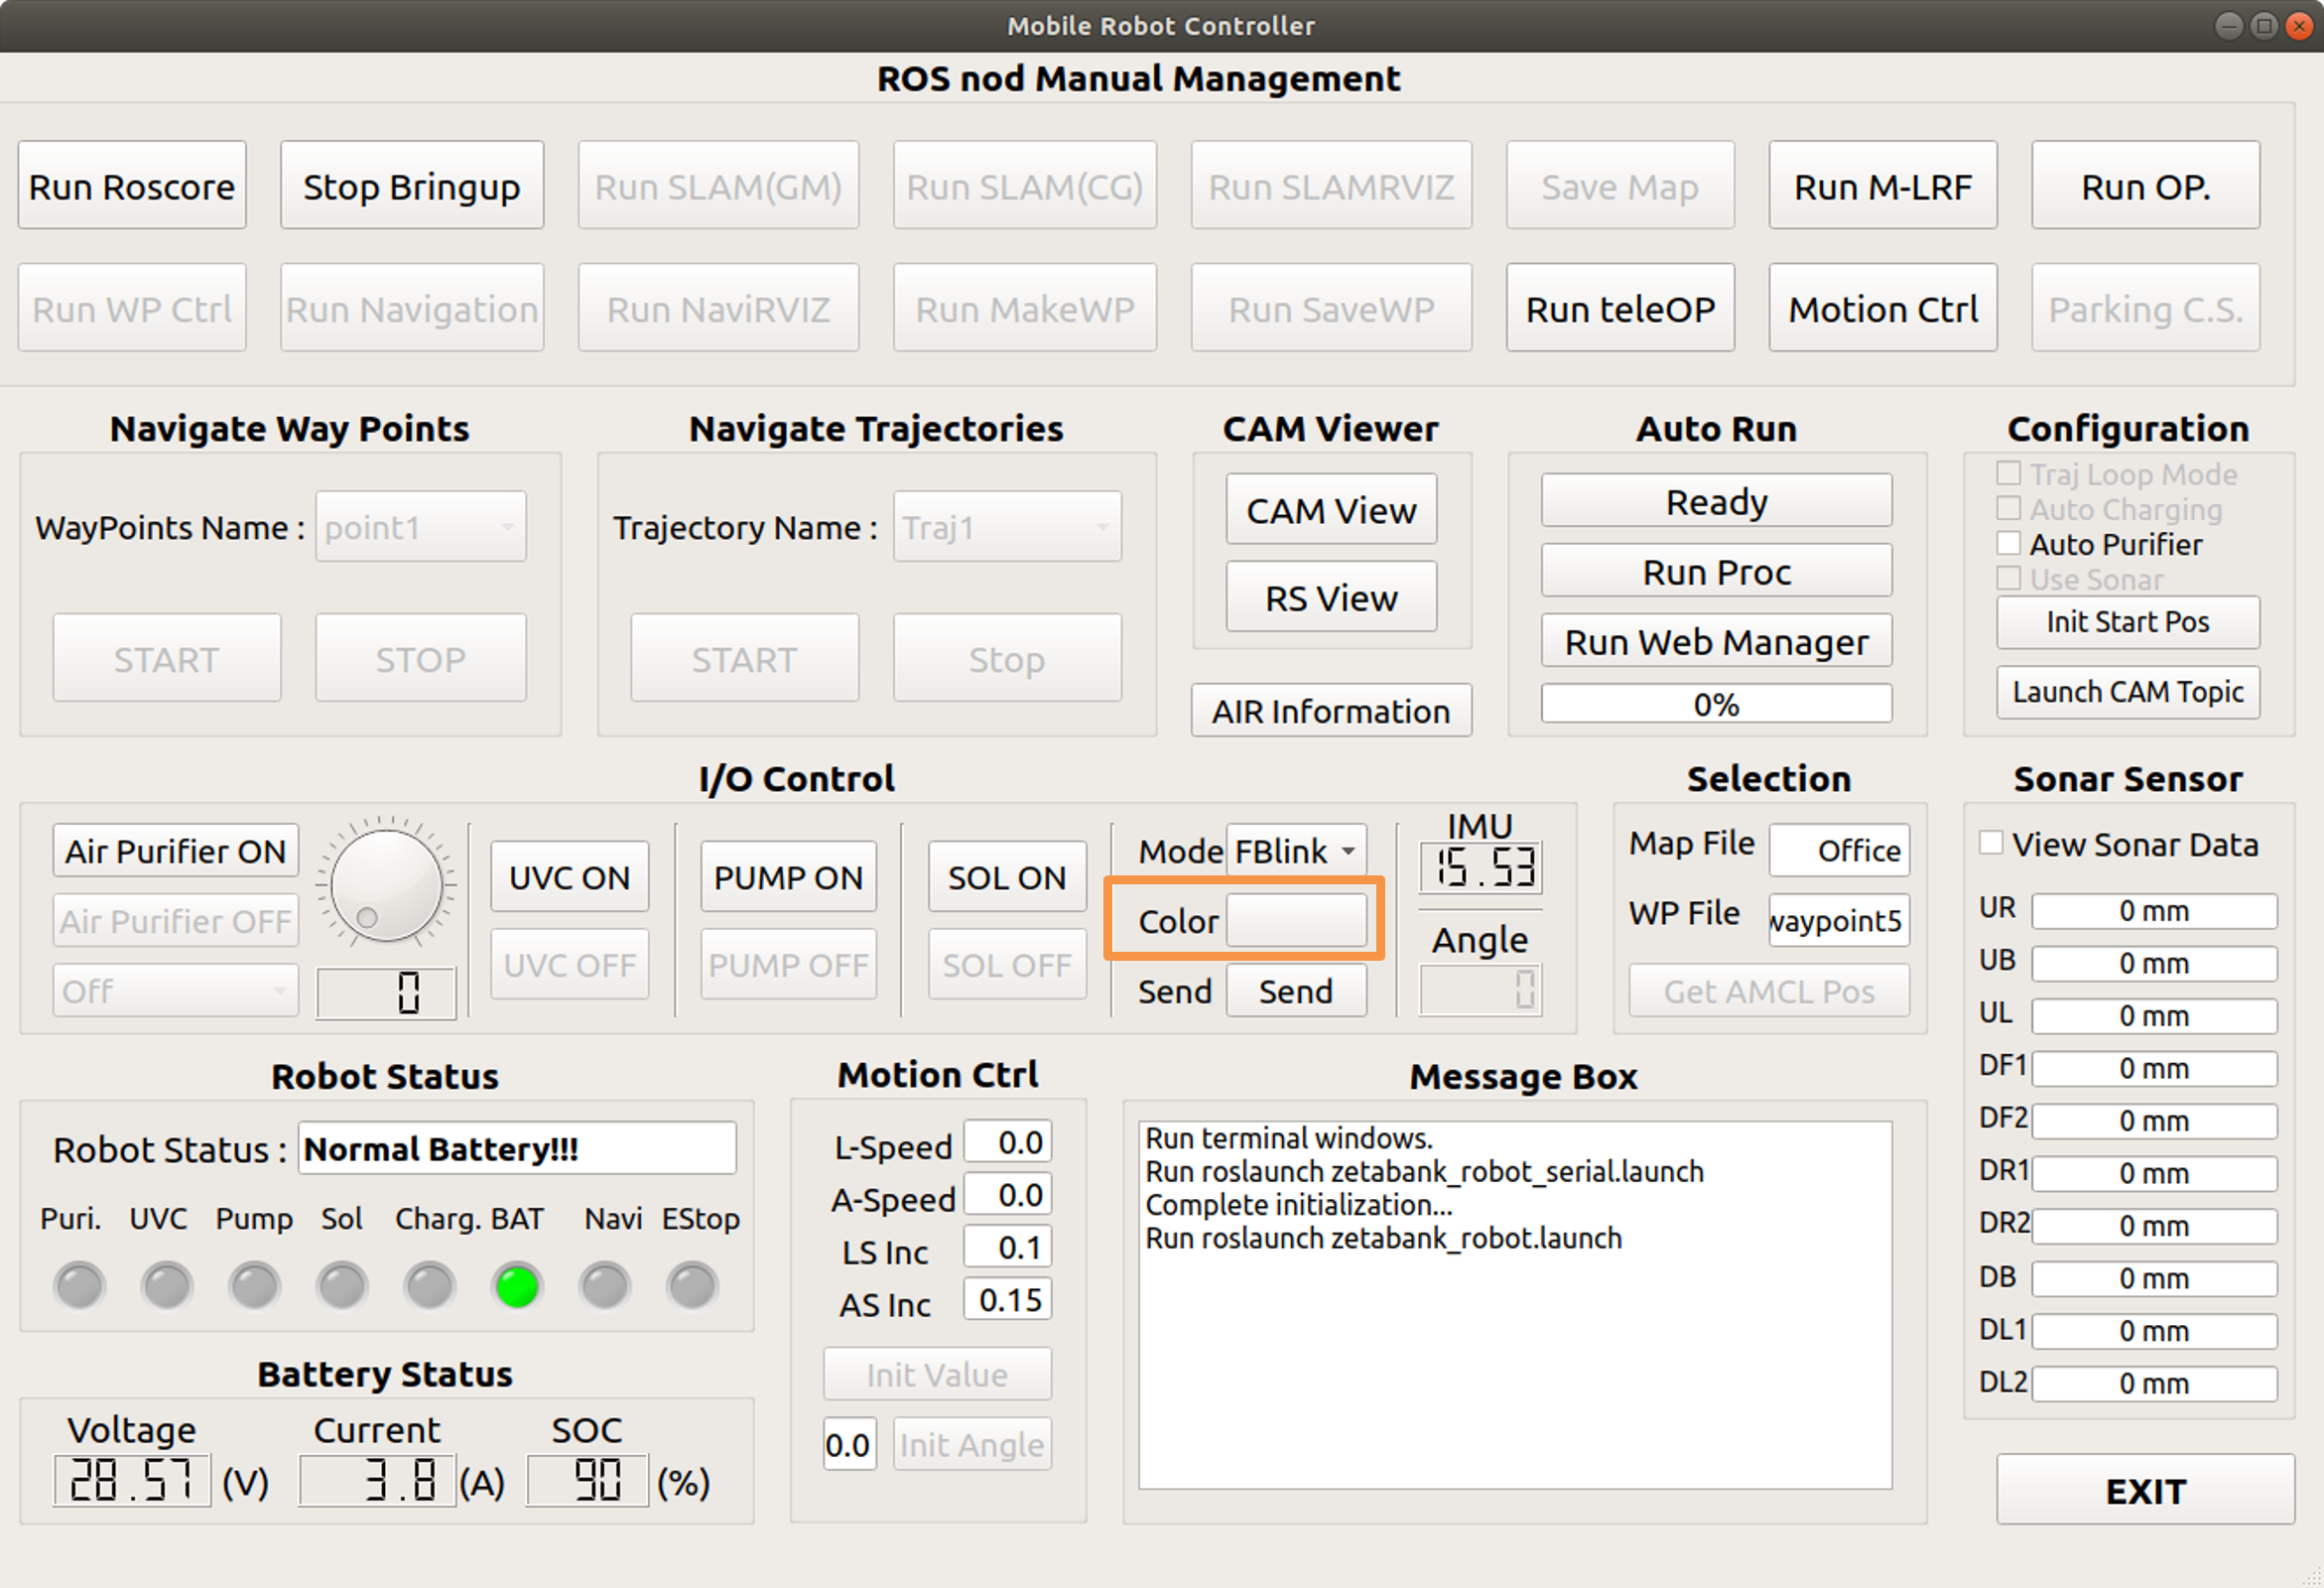 Mobile Robot Controller
ROS nod Manual Management
Run Roscore Stop Bringup Run SLAM(GM) Run SLAM(CG) Run SLAMRVIZ Save Map Run M-LRF Run OP.
Run WP Ctrl Run Navigation Run NaviRVIZ Run MakeWP Run SaveWP Run teleOP Motion Ctrl Parking C.S.
Navigate Way Points
WayPoints Name : point1
START STOP
Navigate Trajectories
Trajectory Name : Traj1
START Stop
CAM Viewer
CAM View
RS View
AIR Information
Auto Run
Ready
Run Proc
Run Web Manager
0%
Configuration
Traj Loop Mode
Auto Charging
Auto Purifier
Use Sonar
Init Start Pos
Launch CAM Topic
I/O Control
Air Purifier ON
Air Purifier OFF
Off
0
UVC ON
UVC OFF
PUMP ON
PUMP OFF
SOL ON
SOL OFF
Mode FBlink
Color
Send Send
IMU
15.53
Angle
0
Selection
Map File Office
WP File waypoint5
Get AMCL Pos
Sonar Sensor
View Sonar Data
UR 0 mm
UB 0 mm
UL 0 mm
DF1 0 mm
DF2 0 mm
DR1 0 mm
DR2 0 mm
DB 0 mm
DL1 0 mm
DL2 0 mm
Robot Status
Robot Status : Normal Battery!!!
Puri. UVC Pump Sol Charg. BAT Navi EStop
Battery Status
Voltage Current SOC
28.57 (V) 3.8 (A) 90 (%)
Motion Ctrl
L-Speed 0.0
A-Speed 0.0
LS Inc 0.1
AS Inc 0.15
Init Value
0.0 Init Angle
Message Box
Run terminal windows.
Run roslaunch zetabank_robot_serial.launch
Complete initialization...
Run roslaunch zetabank_robot.launch
EXIT